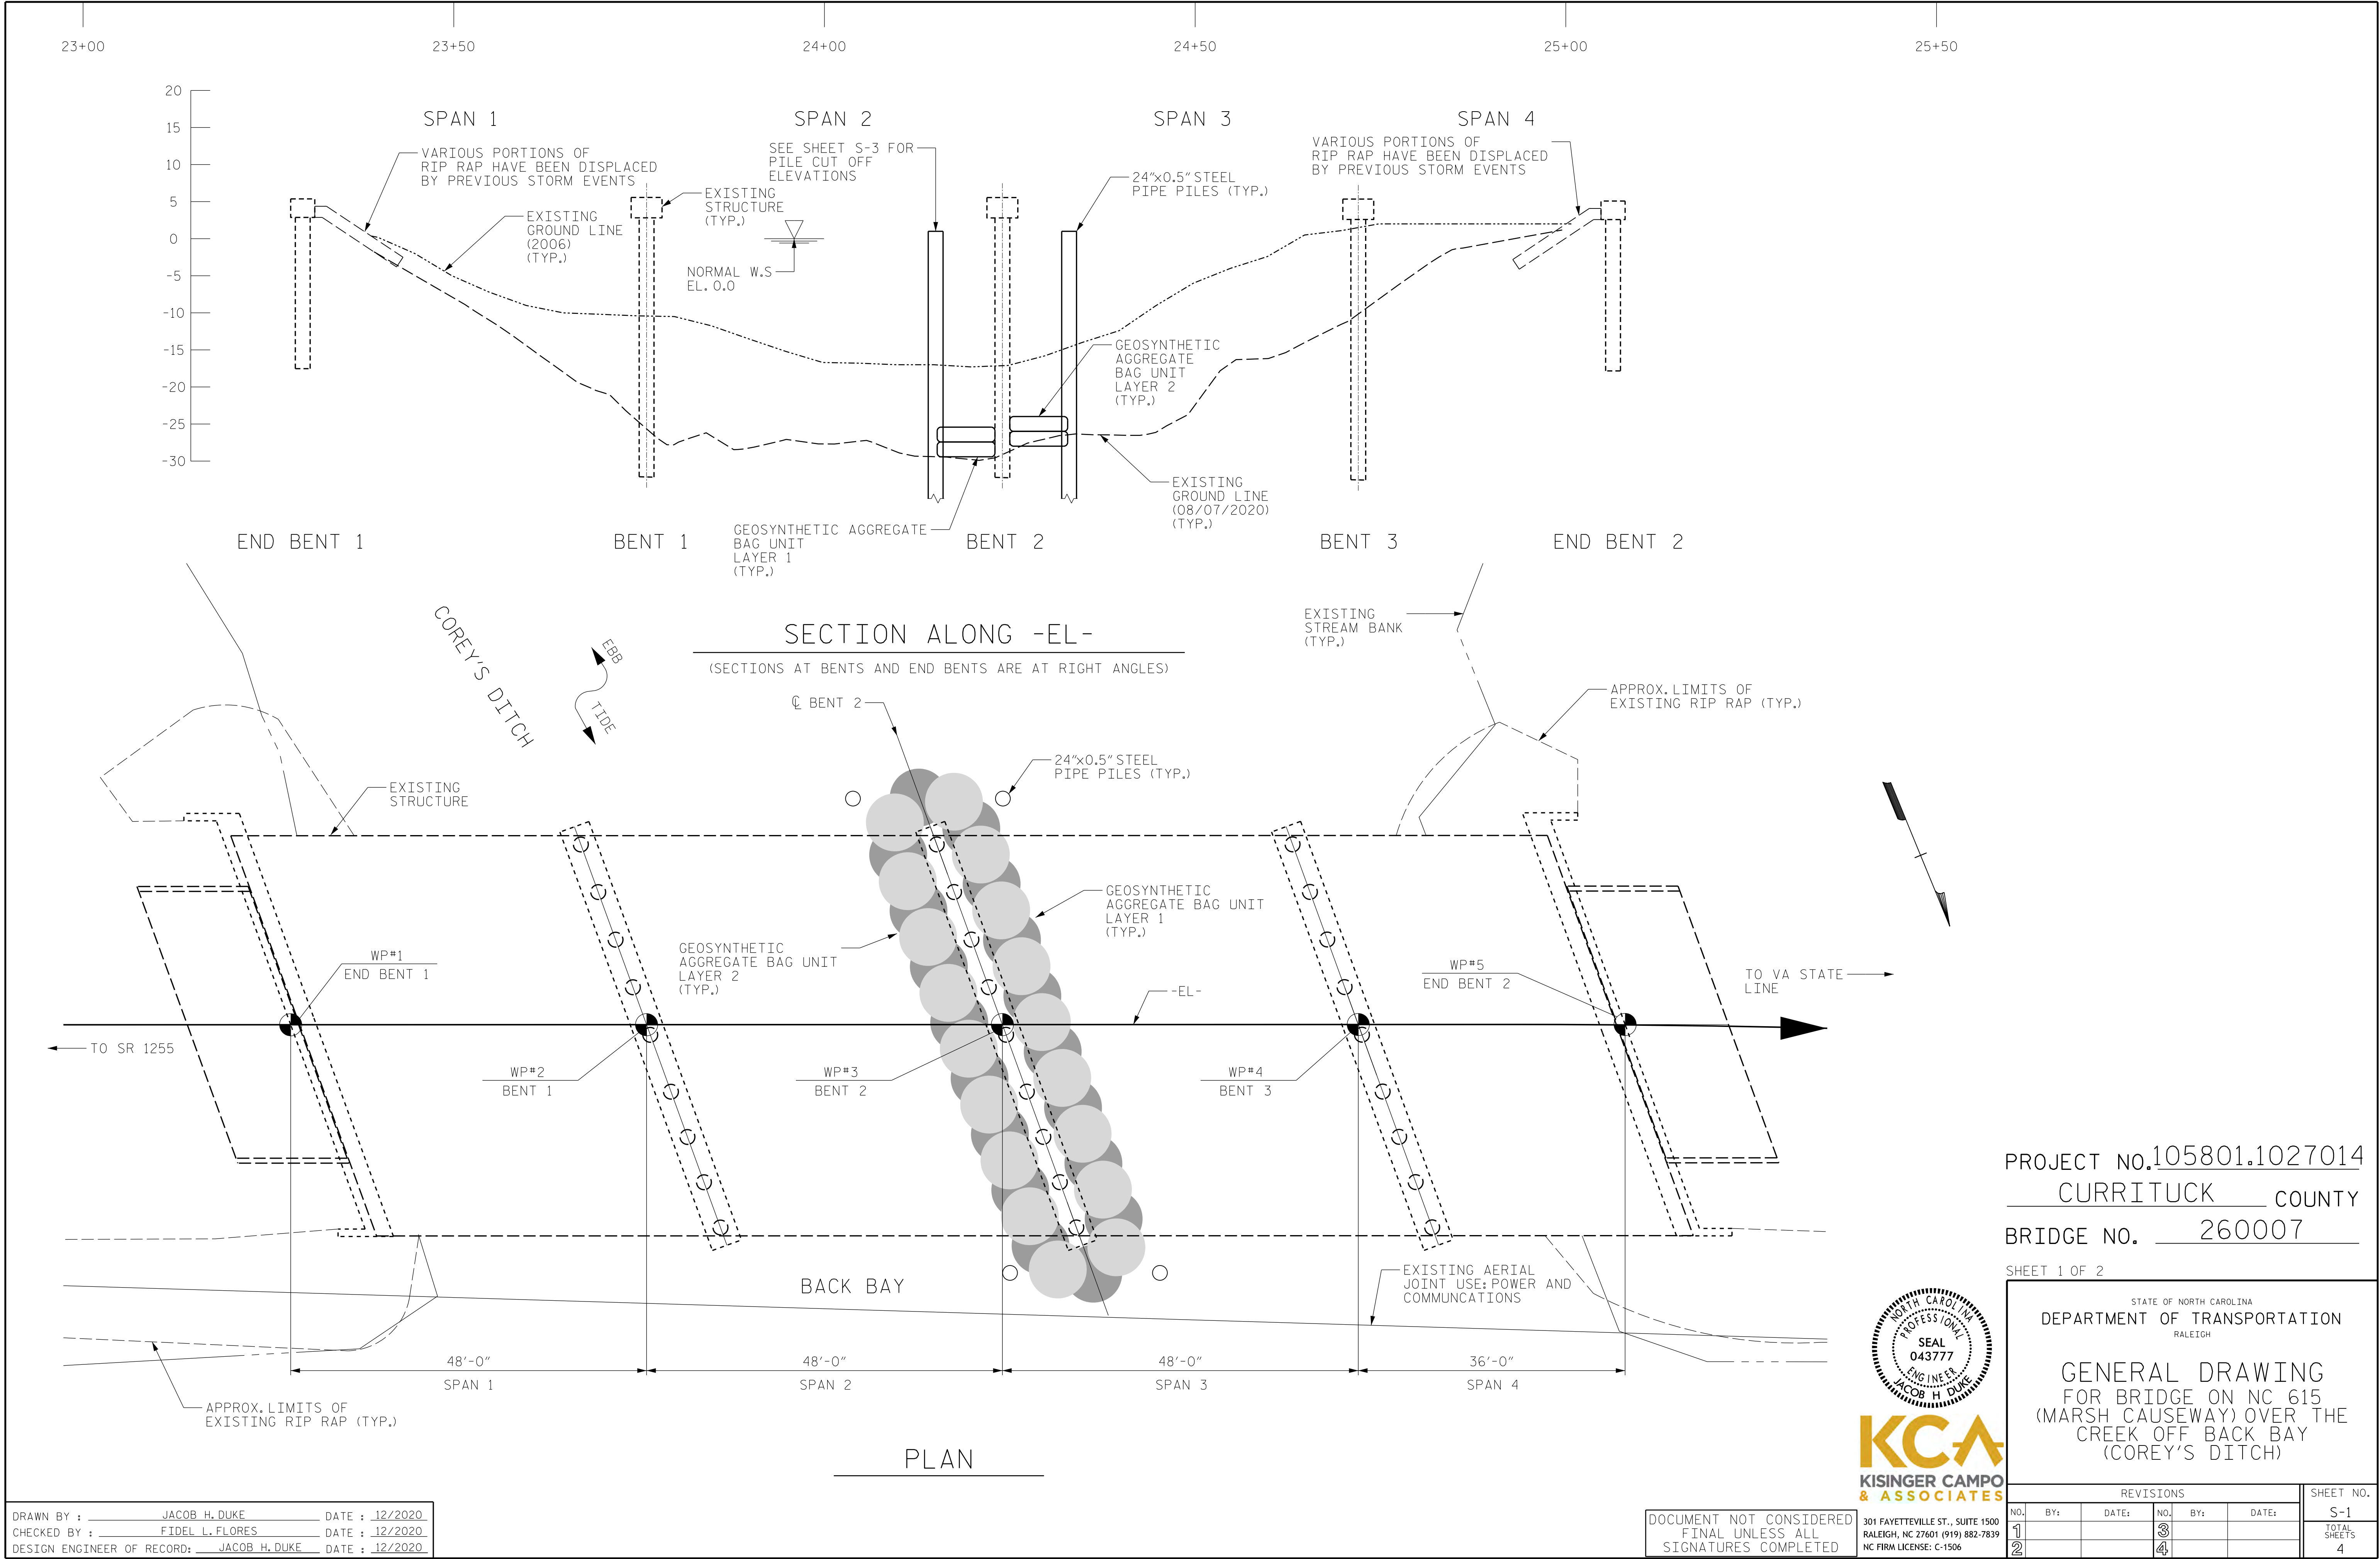 23+00
23+50
24+00
24+50
25+00
25+50
20
15
10
5
0
-5
-10
-15
-20
-25
-30
SPAN 1
SPAN 2
SPAN 3
SPAN 4
VARIOUS PORTIONS OF
RIP RAP HAVE BEEN DISPLACED
BY PREVIOUS STORM EVENTS
EXISTING
GROUND LINE
(2006)
(TYP.)
EXISTING
STRUCTURE
(TYP.)
SEE SHEET S-3 FOR
PILE CUT OFF
ELEVATIONS
NORMAL W.S
EL. 0.0
24"x0.5" STEEL
PIPE PILES (TYP.)
VARIOUS PORTIONS OF
RIP RAP HAVE BEEN DISPLACED
BY PREVIOUS STORM EVENTS
GEOSYNTHETIC
AGGREGATE
BAG UNIT
LAYER 2
(TYP.)
EXISTING
GROUND LINE
(08/07/2020)
(TYP.)
GEOSYNTHETIC AGGREGATE
BAG UNIT
LAYER 1
(TYP.)
END BENT 1
BENT 1
BENT 2
BENT 3
END BENT 2
SECTION ALONG -EL-
(SECTIONS AT BENTS AND END BENTS ARE AT RIGHT ANGLES)
COREY'S DITCH
EBB
TIDE
℄ BENT 2
EXISTING
STREAM BANK
(TYP.)
APPROX. LIMITS OF
EXISTING RIP RAP (TYP.)
24"x0.5" STEEL
PIPE PILES (TYP.)
EXISTING
STRUCTURE
GEOSYNTHETIC
AGGREGATE BAG UNIT
LAYER 1
(TYP.)
GEOSYNTHETIC
AGGREGATE BAG UNIT
LAYER 2
(TYP.)
WP#1
END BENT 1
WP#5
END BENT 2
TO VA STATE
LINE
-EL-
TO SR 1255
WP#2
BENT 1
WP#3
BENT 2
WP#4
BENT 3
BACK BAY
EXISTING AERIAL
JOINT USE: POWER AND
COMMUNCATIONS
48'-0"
SPAN 1
48'-0"
SPAN 2
48'-0"
SPAN 3
36'-0"
SPAN 4
APPROX. LIMITS OF
EXISTING RIP RAP (TYP.)
PLAN
PROJECT NO. 105801.1027014
CURRITUCK COUNTY
BRIDGE NO. 260007
SHEET 1 OF 2
STATE OF NORTH CAROLINA
DEPARTMENT OF TRANSPORTATION
RALEIGH
GENERAL DRAWING
FOR BRIDGE ON NC 615
(MARSH CAUSEWAY) OVER THE
CREEK OFF BACK BAY
(COREY'S DITCH)
REVISIONS
NO. BY: DATE: NO. BY: DATE:
1 3
2 4
SHEET NO.
S-1
TOTAL
SHEETS
4
NORTH CAROLINA
PROFESSIONAL
SEAL
043777
ENGINEER
JACOB H DUKE
KCA
KISINGER CAMPO
& ASSOCIATES
301 FAYETTEVILLE ST., SUITE 1500
RALEIGH, NC 27601 (919) 882-7839
NC FIRM LICENSE: C-1506
DOCUMENT NOT CONSIDERED
FINAL UNLESS ALL
SIGNATURES COMPLETED
DRAWN BY : JACOB H. DUKE DATE : 12/2020
CHECKED BY : FIDEL L. FLORES DATE : 12/2020
DESIGN ENGINEER OF RECORD: JACOB H. DUKE DATE : 12/2020